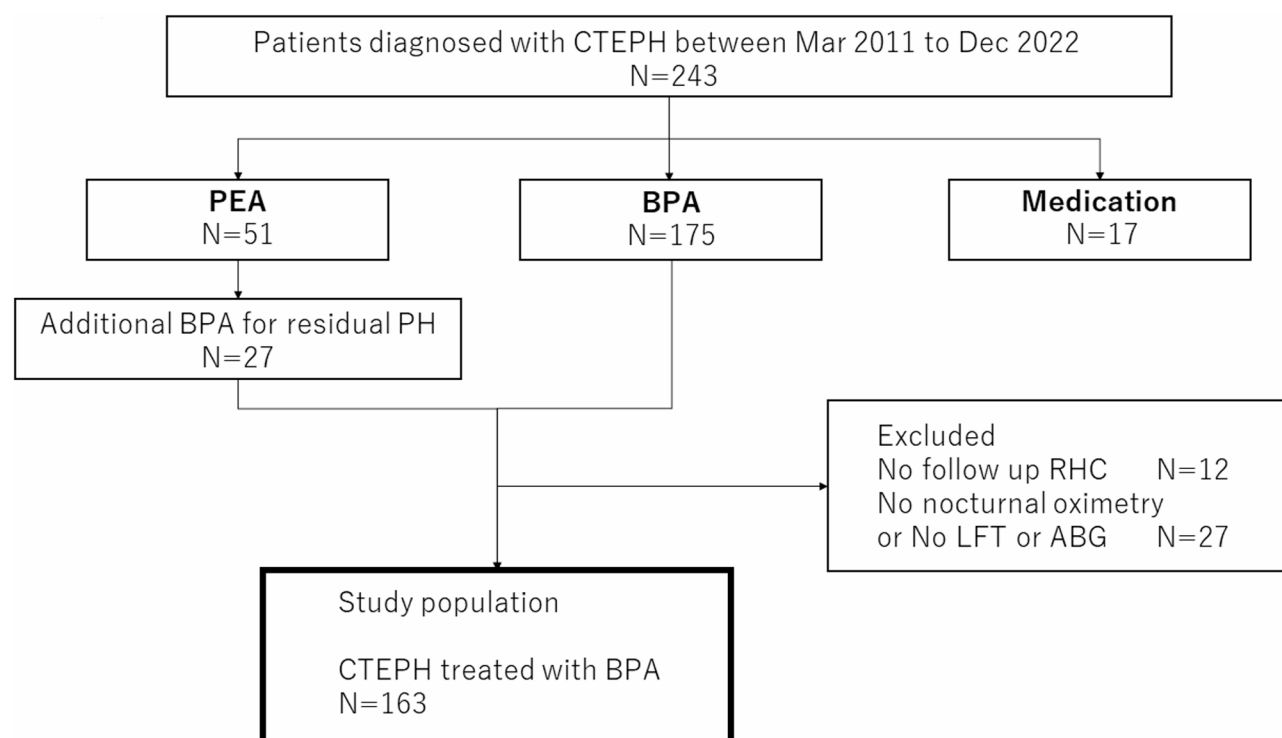 Patients diagnosed with CTEPH between Mar 2011 to Dec 2022
N=243
PEA
N=51
BPA
N=175
Medication
N=17
Additional BPA for residual PH
N=27
Excluded
No follow up RHC N=12
No nocturnal oximetry
or No LFT or ABG N=27
Study population
CTEPH treated with BPA
N=163